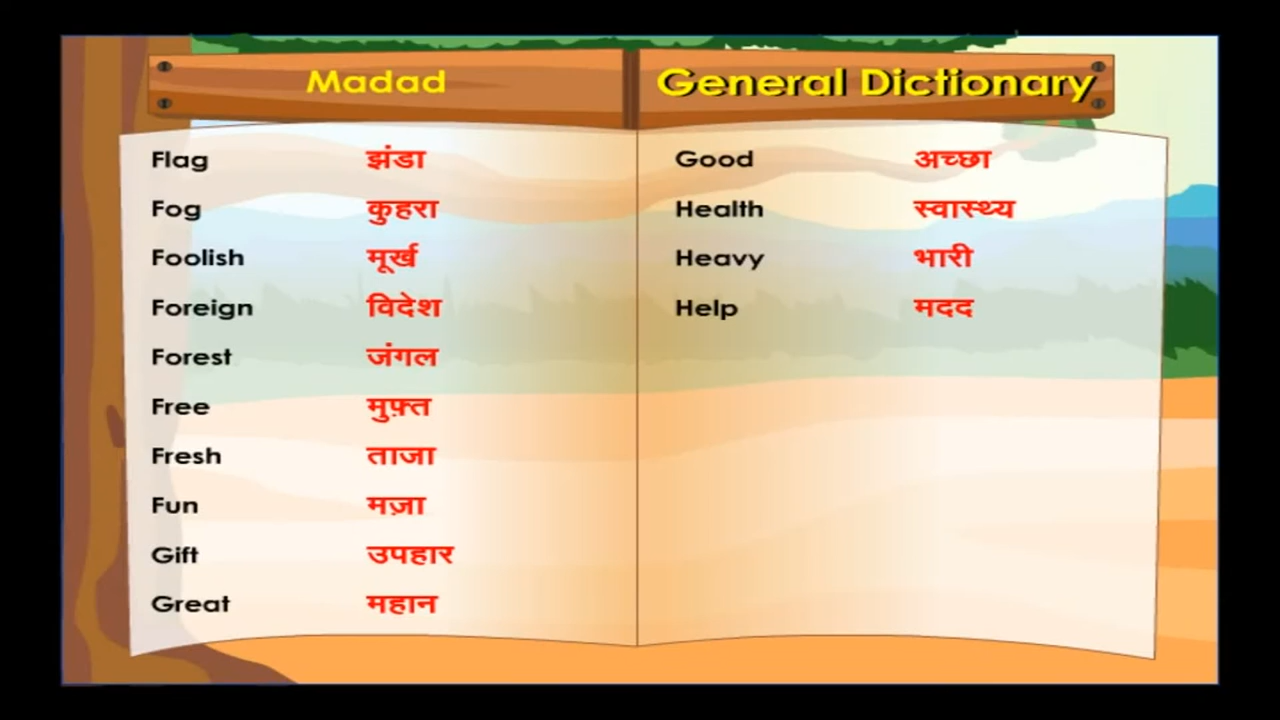 Madad
General Dictionary
Flag झंडा
Fog कुहरा
Foolish मूर्ख
Foreign विदेश
Forest जंगल
Free मुफ़्त
Fresh ताजा
Fun मज़ा
Gift उपहार
Great महान
Good अच्छा
Health स्वास्थ्य
Heavy भारी
Help मदद